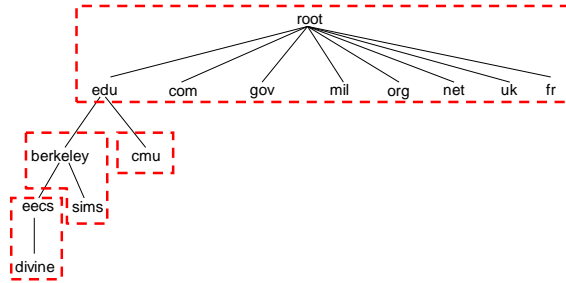 root
edu com gov mil org net uk fr
berkeley cmu
eecs sims
divine